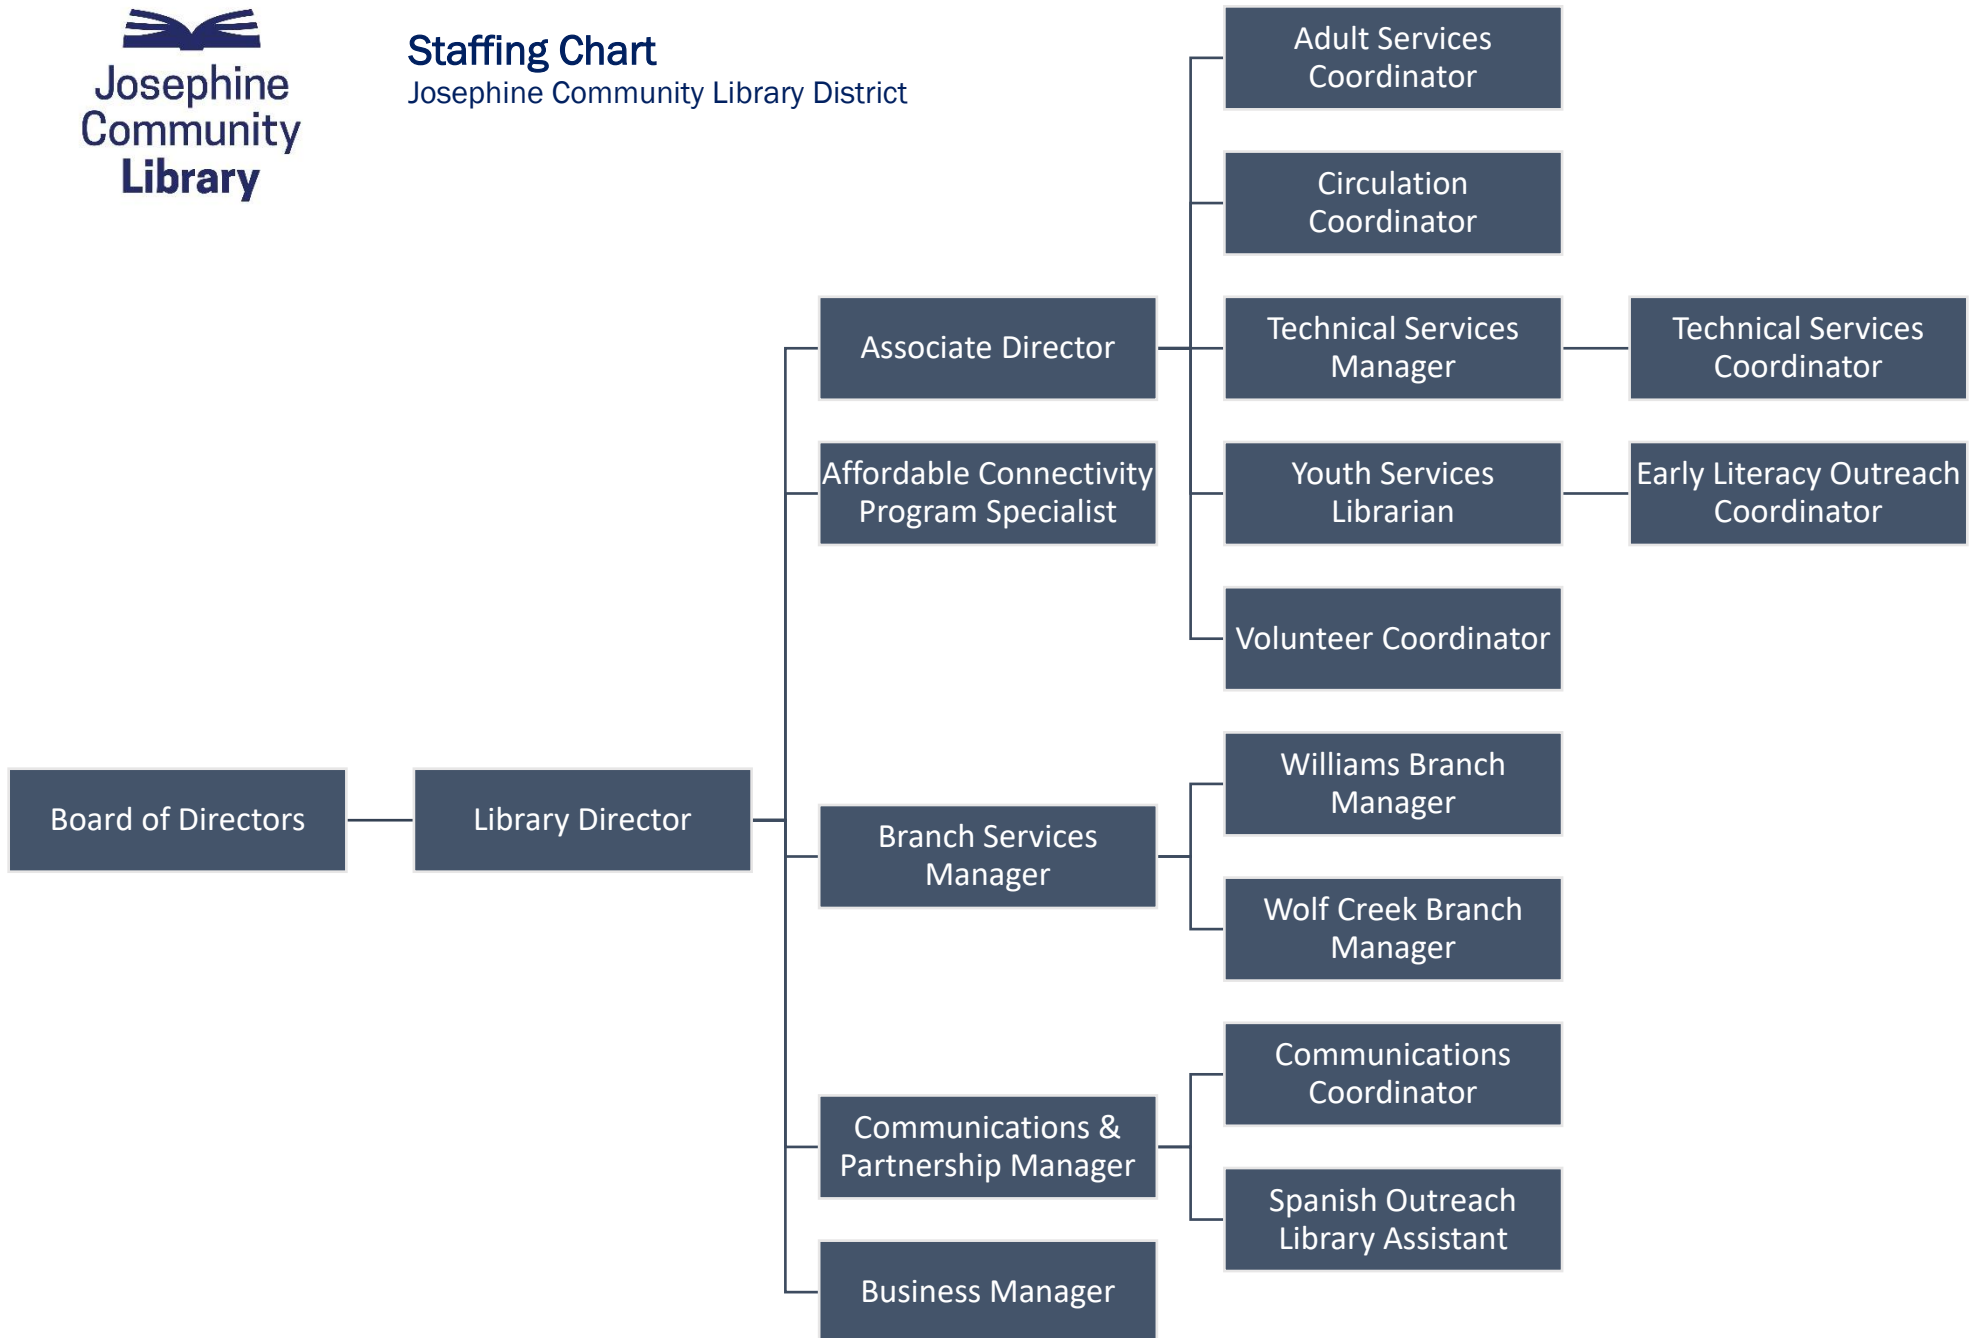 Josephine
Community
Library
Staffing Chart
Josephine Community Library District
Board of Directors
Library Director
Associate Director
Affordable Connectivity
Program Specialist
Branch Services
Manager
Communications &
Partnership Manager
Business Manager
Adult Services
Coordinator
Circulation
Coordinator
Technical Services
Manager
Youth Services
Librarian
Volunteer Coordinator
Williams Branch
Manager
Wolf Creek Branch
Manager
Communications
Coordinator
Spanish Outreach
Library Assistant
Technical Services
Coordinator
Early Literacy Outreach
Coordinator